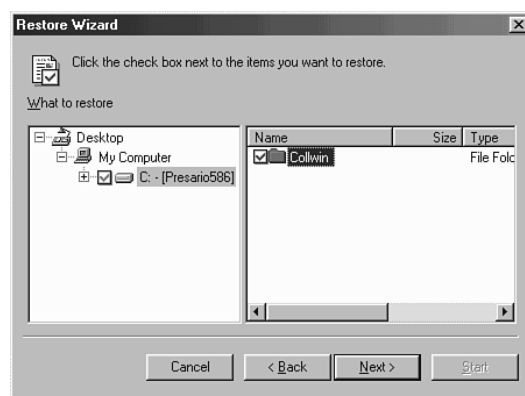 Restore Wizard
Click the check box next to the items you want to restore.
What to restore
Desktop
My Computer
C: - [Presario586]
Name Size Type
Collwin File Fold
Cancel < Back Next > Start